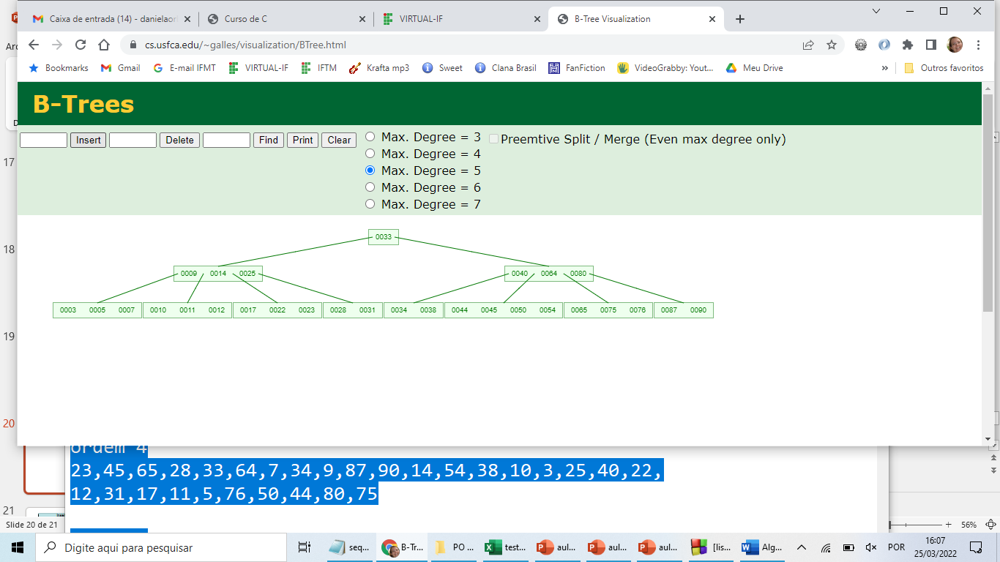 Caixa de entrada (14) - danielaor
Curso de C
VIRTUAL-IF
B-Tree Visualization
cs.usfca.edu/~galles/visualization/BTree.html
Bookmarks Gmail E-mail IFMT VIRTUAL-IF IFTM Krafta mp3 Sweet Clana Brasil FanFiction VideoGrabby: Yout... Meu Drive » Outros favoritos
B-Trees
Insert Delete Find Print Clear
Max. Degree = 3
Max. Degree = 4
Max. Degree = 5
Max. Degree = 6
Max. Degree = 7
Preemtive Split / Merge (Even max degree only)
0033
0009 0014 0025 0040 0064 0080
0003 0005 0007 0010 0011 0012 0017 0022 0023 0028 0031 0034 0038 0044 0045 0050 0054 0065 0075 0076 0087 0090
17
18
19
20
21
ordem 4
23,45,65,28,33,64,7,34,9,87,90,14,54,38,10,3,25,40,22,
12,31,17,11,5,76,50,44,80,75
Slide 20 de 21
56%
Digite aqui para pesquisar
seq... B-Tr... PO ... test... aul... aul... aul... [lis... Alg...
POR
16:07
25/03/2022